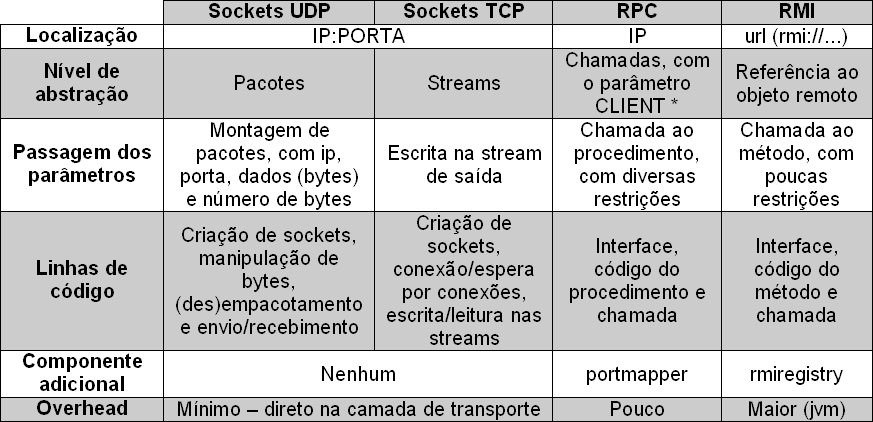 Sockets UDP Sockets TCP RPC RMI
Localização IP:PORTA IP url (rmi://...)
Nível de
abstração
Pacotes
Streams
Chamadas, com
o parâmetro
CLIENT *
Referência ao
objeto remoto
Passagem dos
parâmetros
Montagem de
pacotes, com ip,
porta, dados (bytes)
e número de bytes
Escrita na stream
de saída
Chamada ao
procedimento,
com diversas
restrições
Chamada ao
método, com
poucas
restrições
Linhas de
código
Criação de sockets,
manipulação de
bytes,
(des)empacotamento
e envio/recebimento
Criação de
sockets,
conexão/espera
por conexões,
escrita/leitura nas
streams
Interface,
código do
procedimento e
chamada
Interface,
código do
método e
chamada
Componente
adicional
Nenhum
portmapper
rmiregistry
Overhead Mínimo – direto na camada de transporte Pouco Maior (jvm)